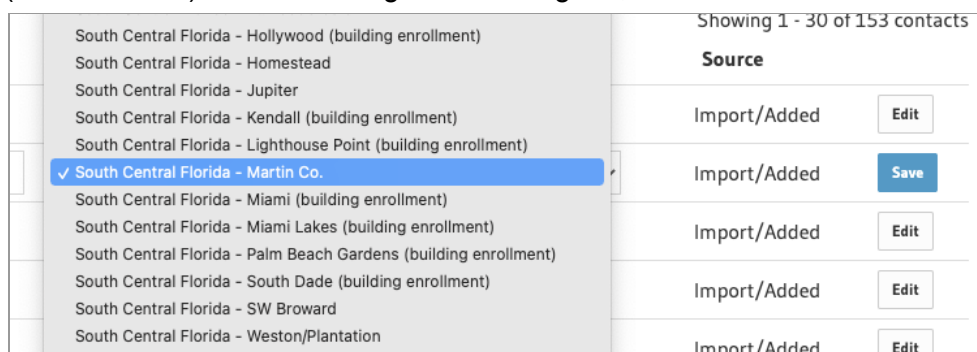 Showing 1 - 30 of 153 contacts
South Central Florida - Hollywood (building enrollment)
South Central Florida - Homestead
Source
South Central Florida - Jupiter
South Central Florida - Kendall (building enrollment)
Import/Added Edit
South Central Florida - Lighthouse Point (building enrollment)
✓ South Central Florida - Martin Co.
Import/Added Save
South Central Florida - Miami (building enrollment)
South Central Florida - Miami Lakes (building enrollment)
Import/Added Edit
South Central Florida - Palm Beach Gardens (building enrollment)
South Central Florida - South Dade (building enrollment)
Import/Added Edit
South Central Florida - SW Broward
South Central Florida - Weston/Plantation
Import/Added Edit